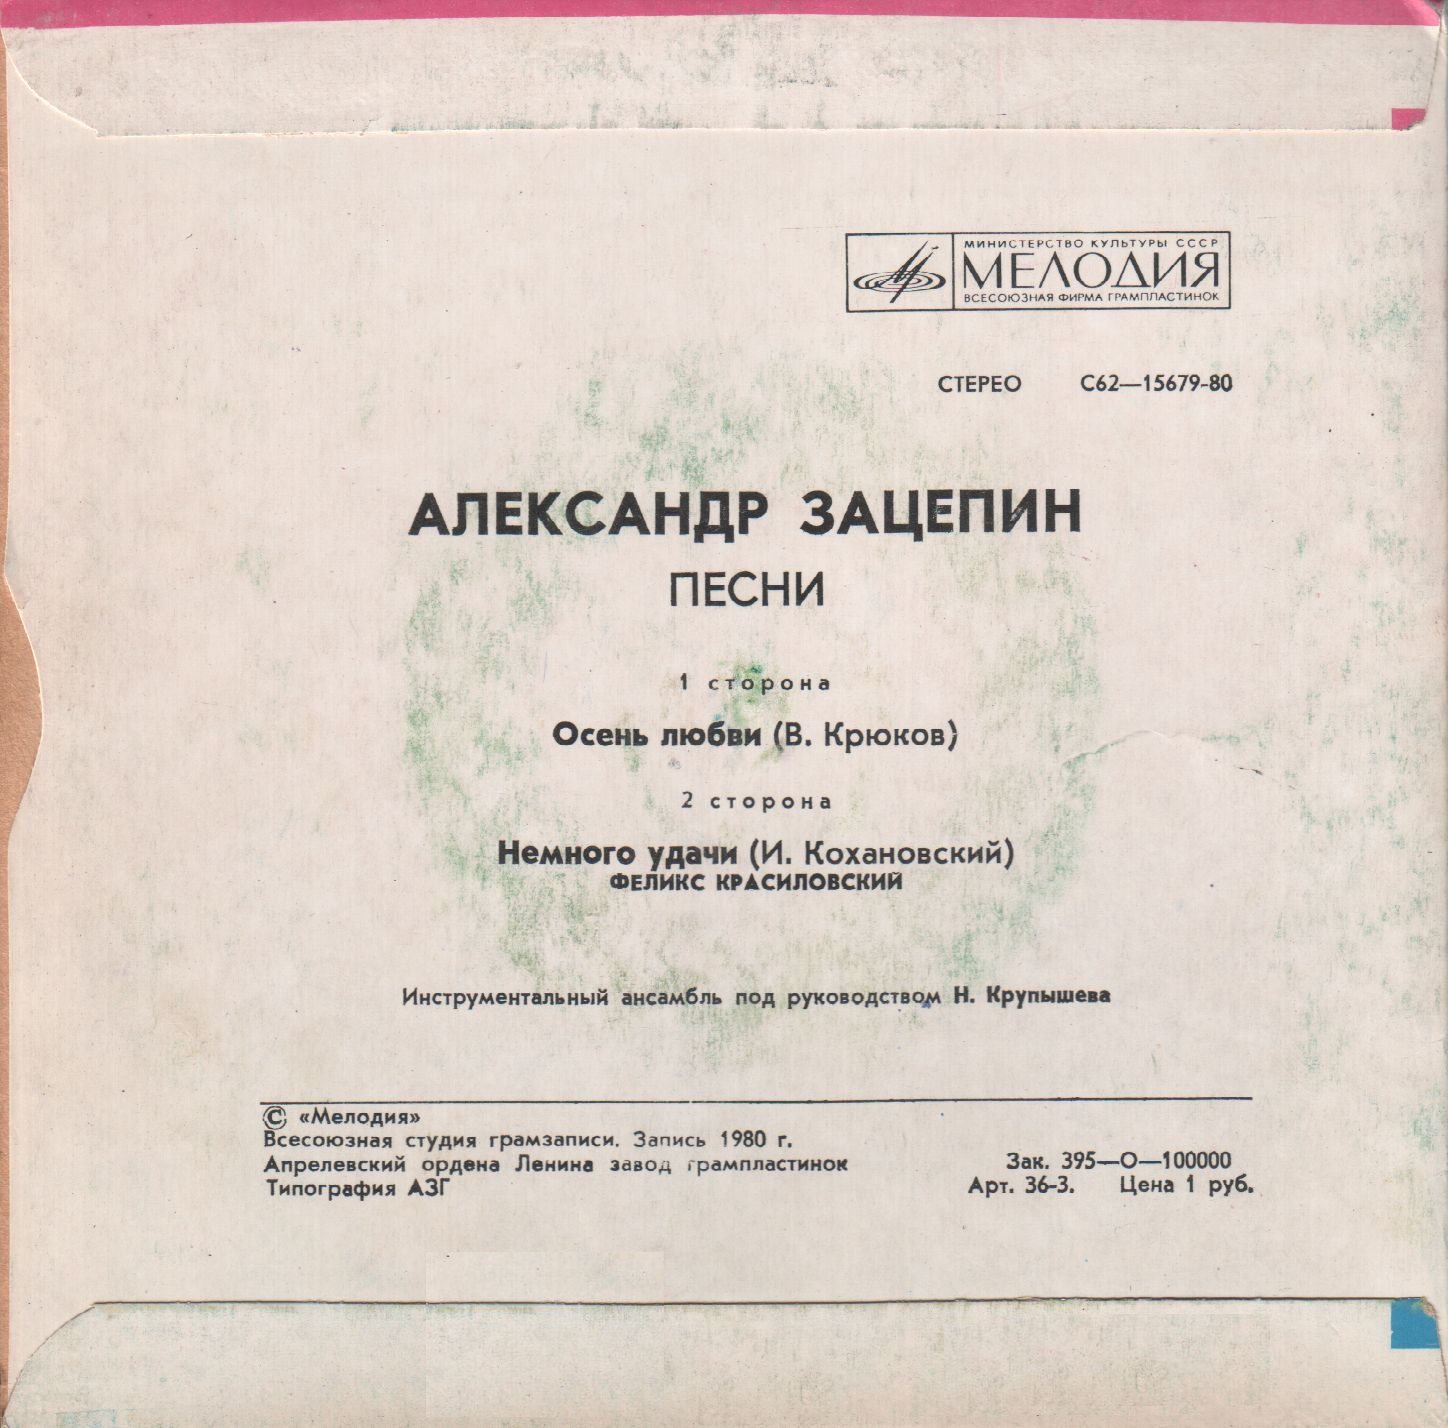 МИНИСТЕРСТВО КУЛЬТУРЫ СССР
МЕЛОДИЯ
ВСЕСОЮЗНАЯ ФИРМА ГРАМПЛАСТИНОК
СТЕРЕО С62—15679-80
АЛЕКСАНДР ЗАЦЕПИН
ПЕСНИ
1 сторона
Осень любви (В. Крюков)
2 сторона
Немного удачи (И. Кохановский)
ФЕЛИКС КРАСИЛОВСКИЙ
Инструментальный ансамбль под руководством Н. Крупышева
© «Мелодия»
Всесоюзная студия грамзаписи. Запись 1980 г.
Апрелевский ордена Ленина завод грампластинок Зак. 395—О—100000
Типография АЗГ Арт. 36-3. Цена 1 руб.